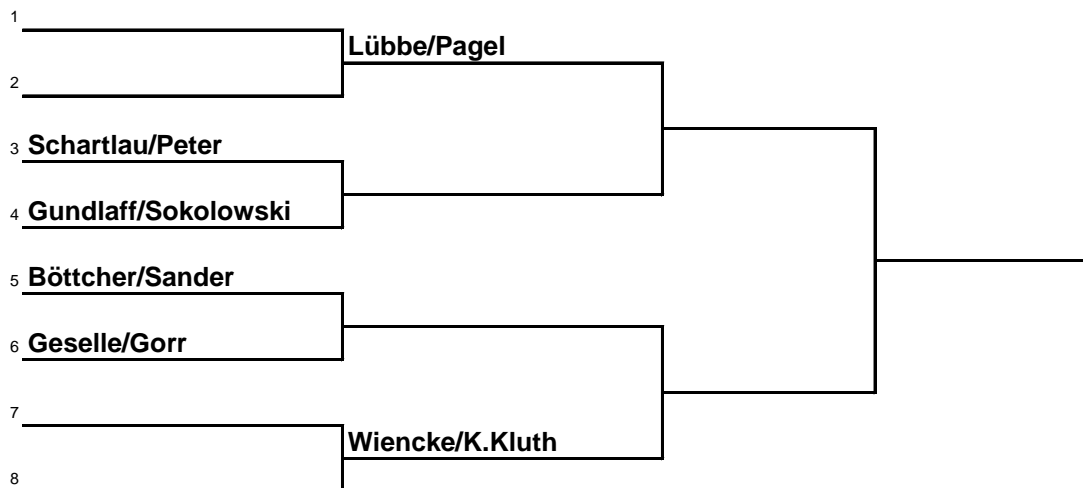 1
Lübbe/Pagel
2
3 Schartlau/Peter
4 Gundlaff/Sokolowski
5 Böttcher/Sander
6 Geselle/Gorr
7
Wiencke/K.Kluth
8